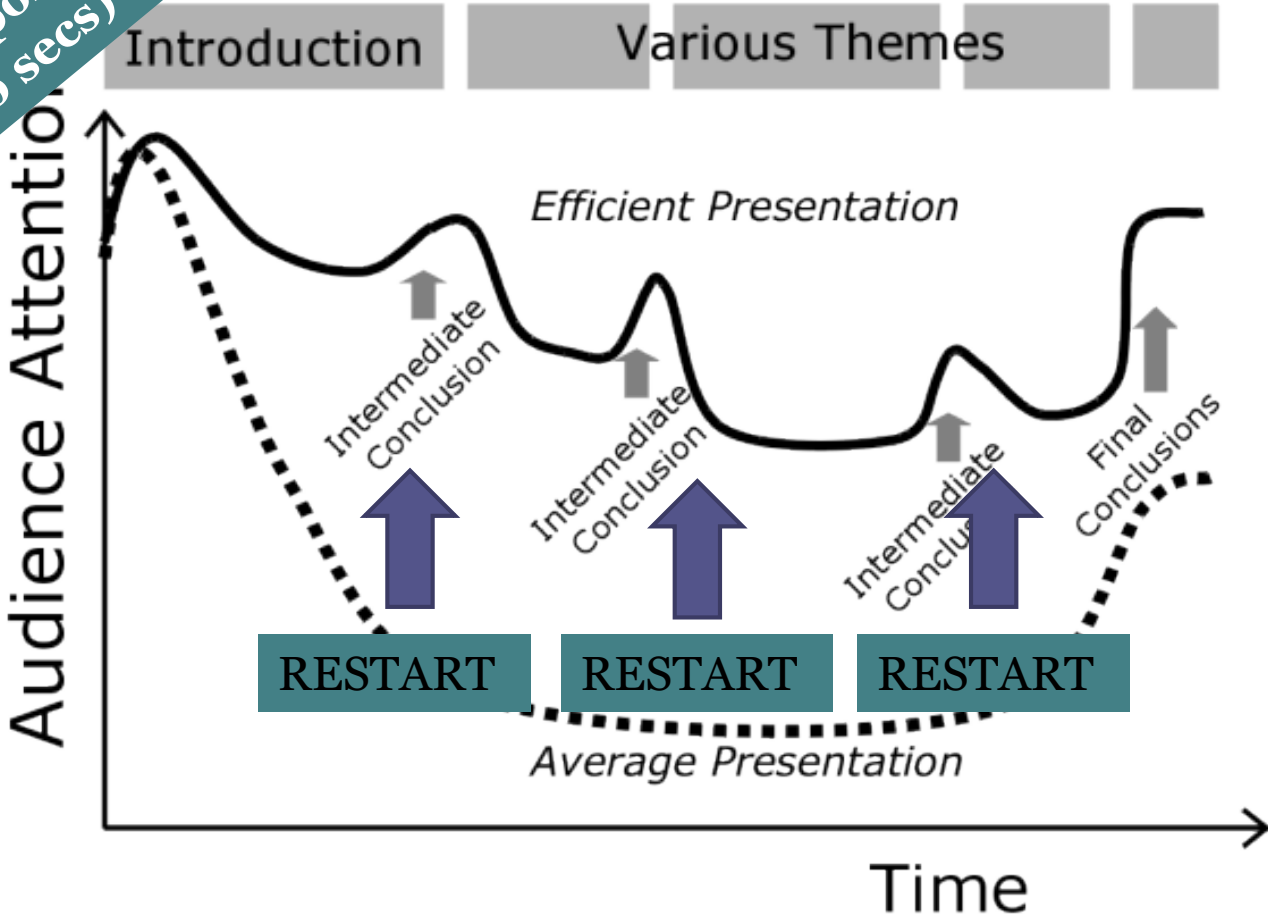 secs)
Introduction
Various Themes
Audience Attention
Efficient Presentation
Intermediate
Conclusion
Intermediate
Conclusion
Intermediate
Final
Conclusions
RESTART
RESTART
RESTART
Average Presentation
Time